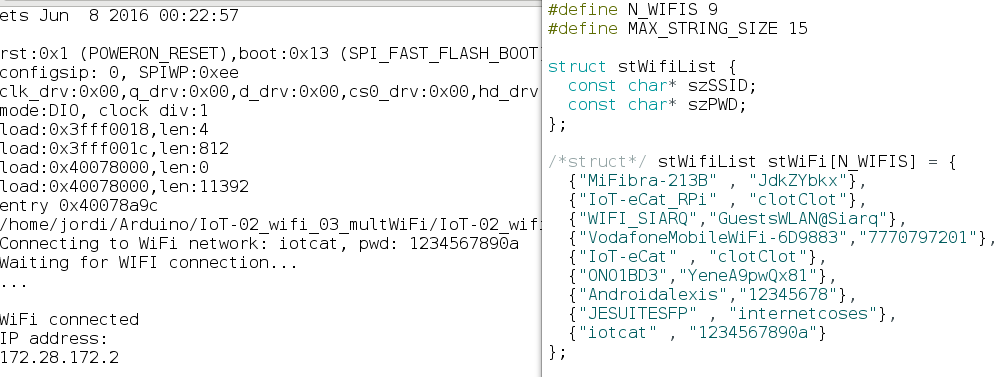 ets Jun  8 2016 00:22:57
rst:0x1 (POWERON_RESET),boot:0x13 (SPI_FAST_FLASH_BOOT
configsip: 0, SPIWP:0xee
clk_drv:0x00,q_drv:0x00,d_drv:0x00,cs0_drv:0x00,hd_drv
mode:DIO, clock div:1
load:0x3fff0018,len:4
load:0x3fff001c,len:812
load:0x40078000,len:0
load:0x40078000,len:11392
entry 0x40078a9c
/home/jordi/Arduino/IoT-02_wifi_03_multWiFi/IoT-02_wif
Connecting to WiFi network: iotcat, pwd: 1234567890a
Waiting for WIFI connection...
...
WiFi connected
IP address:
172.28.172.2
#define N_WIFIS 9
#define MAX_STRING_SIZE 15
struct stWifiList {
  const char* szSSID;
  const char* szPWD;
};
/*struct*/ stWifiList stWiFi[N_WIFIS] = {
  {"MiFibra-213B" , "JdkZYbkx"},
  {"IoT-eCat_RPi" , "clotClot"},
  {"WIFI_SIARQ","GuestsWLAN@Siarq"},
  {"VodafoneMobileWiFi-6D9883","7770797201"},
  {"IoT-eCat" , "clotClot"},
  {"ONO1BD3","YeneA9pwQx81"},
  {"Androidalexis","12345678"},
  {"JESUITESFP" , "internetcoses"},
  {"iotcat" , "1234567890a"}
};